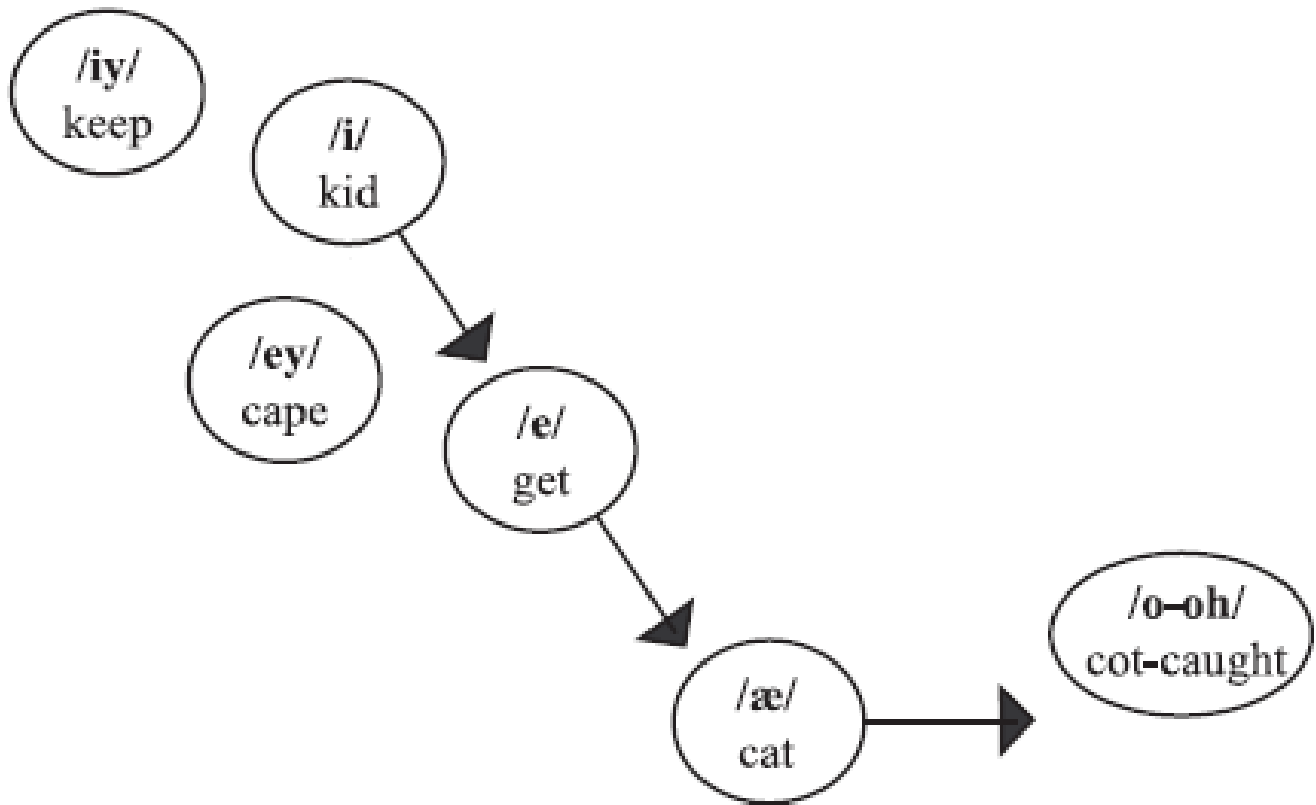 /iy/
keep
/i/
kid
/ey/
cape
/e/
get
/o-oh/
cot-caught
/æ/
cat